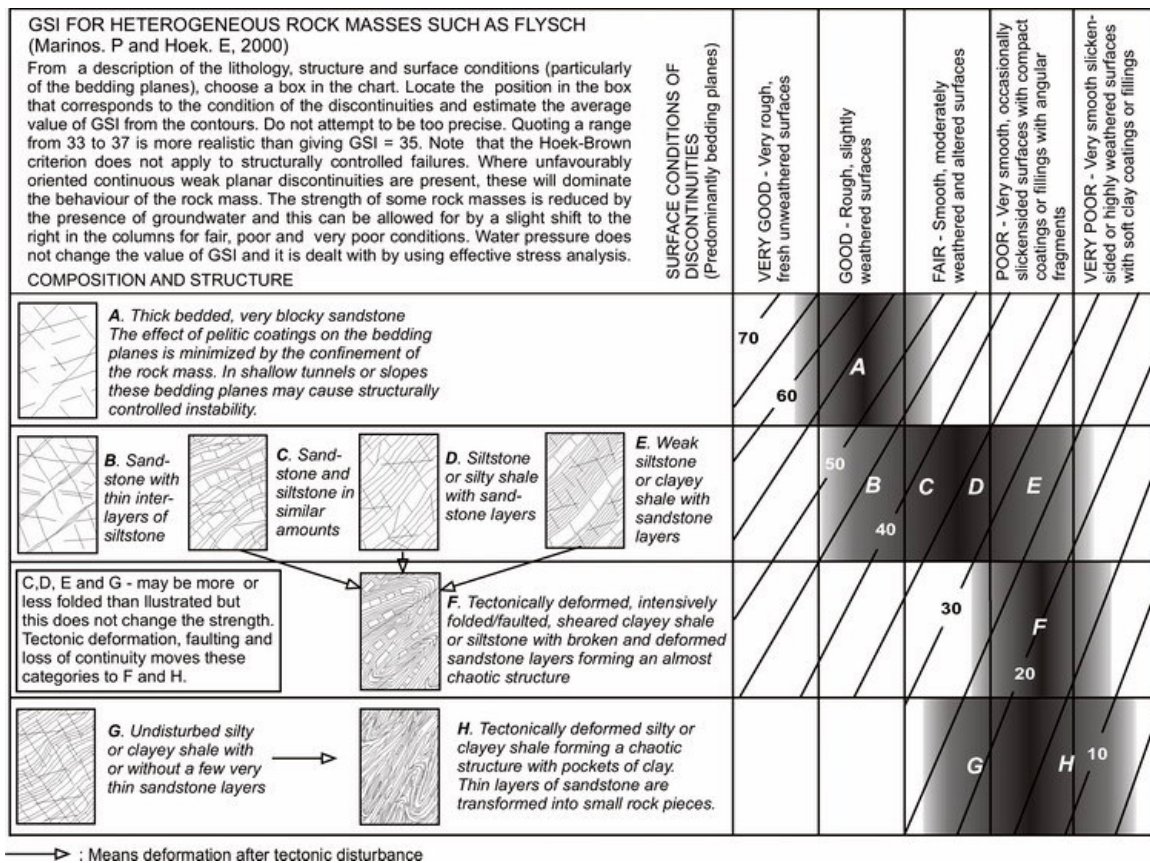 GSI FOR HETEROGENEOUS ROCK MASSES SUCH AS FLYSCH
(Marinos. P and Hoek. E, 2000)
From a description of the lithology, structure and surface conditions (particularly
of the bedding planes), choose a box in the chart. Locate the position in the box
that corresponds to the condition of the discontinuities and estimate the average
value of GSI from the contours. Do not attempt to be too precise. Quoting a range
from 33 to 37 is more realistic than giving GSI = 35. Note that the Hoek-Brown
criterion does not apply to structurally controlled failures. Where unfavourably
oriented continuous weak planar discontinuities are present, these will dominate
the behaviour of the rock mass. The strength of some rock masses is reduced by
the presence of groundwater and this can be allowed for by a slight shift to the
right in the columns for fair, poor and very poor conditions. Water pressure does
not change the value of GSI and it is dealt with by using effective stress analysis.
COMPOSITION AND STRUCTURE
SURFACE CONDITIONS OF
DISCONTINUITIES
(Predominantly bedding planes)
VERY GOOD - Very rough,
fresh unweathered surfaces
GOOD - Rough, slightly
weathered surfaces
FAIR - Smooth, moderately
weathered and altered surfaces
POOR - Very smooth, occasionally
slickensided surfaces with compact
coatings or fillings with angular
fragments
VERY POOR - Very smooth slicken-
sided or highly weathered surfaces
with soft clay coatings or fillings
A. Thick bedded, very blocky sandstone
The effect of pelitic coatings on the bedding
planes is minimized by the confinement of
the rock mass. In shallow tunnels or slopes
these bedding planes may cause structurally
controlled instability.
70
60
A
B. Sand-
stone with
thin inter-
layers of
siltstone
C. Sand-
stone and
siltstone in
similar
amounts
D. Siltstone
or silty shale
with sand-
stone layers
E. Weak
siltstone
or clayey
shale with
sandstone
layers
50
B
C
D
E
40
C,D, E and G - may be more or
less folded than llustrated but
this does not change the strength.
Tectonic deformation, faulting and
loss of continuity moves these
categories to F and H.
F. Tectonically deformed, intensively
folded/faulted, sheared clayey shale
or siltstone with broken and deformed
sandstone layers forming an almost
chaotic structure
30
F
20
G. Undisturbed silty
or clayey shale with
or without a few very
thin sandstone layers
H. Tectonically deformed silty or
clayey shale forming a chaotic
structure with pockets of clay.
Thin layers of sandstone are
transformed into small rock pieces.
G
H
10
: Means deformation after tectonic disturbance